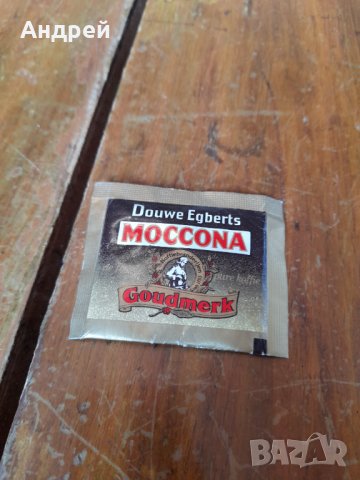 Андрей
Douwe Egberts
MOCCONA
Goudmerk
BAZAR